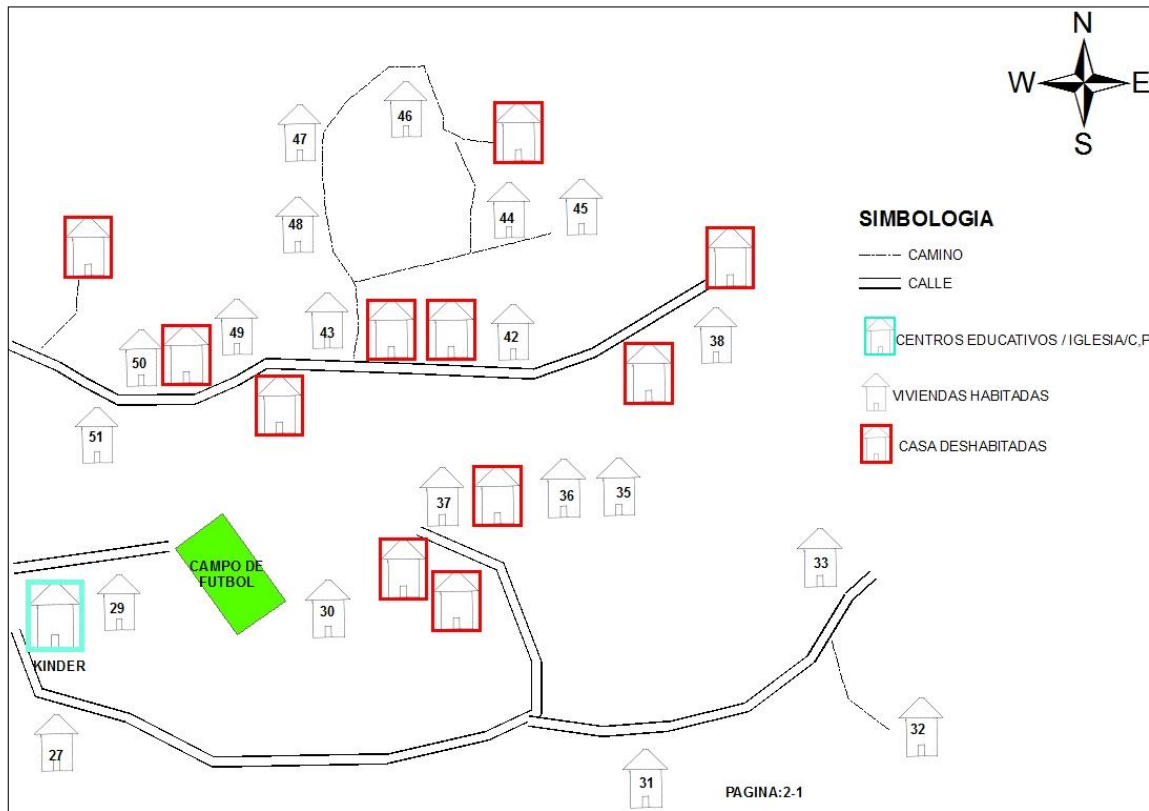 N
W E
S
46
47
44 45
48
SIMBOLOGIA
CAMINO
CALLE
49 43 42 38
50
CENTROS EDUCATIVOS / IGLESIA/C,P
VIVIENDAS HABITADAS
51
CASA DESHABITADAS
37 36 35
CAMPO DE
FUTBOL
33
29 30
KINDER
32
27
31
PAGINA:2-1